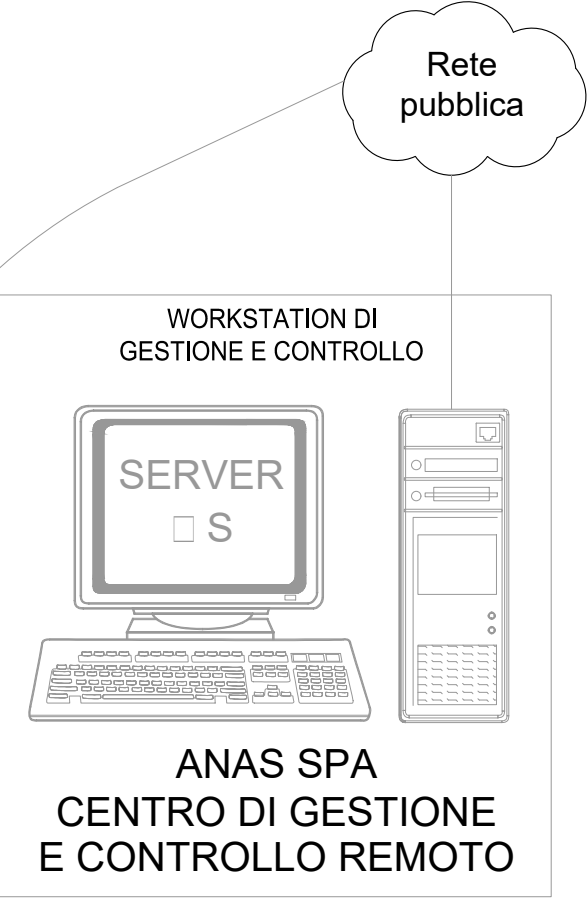 Rete
pubblica
WORKSTATION DI
GESTIONE E CONTROLLO
SERVER
□ S
ANAS SPA
CENTRO DI GESTIONE
E CONTROLLO REMOTO